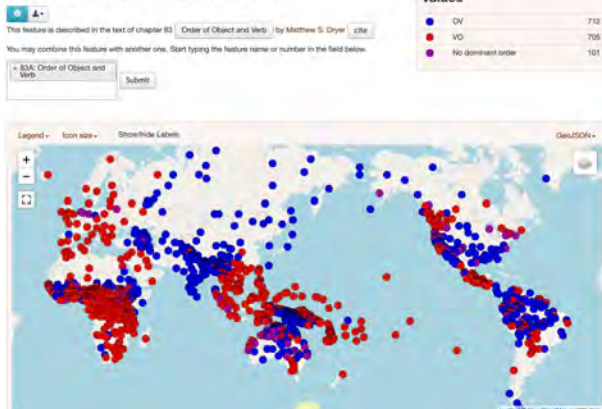 Values
This feature is described in the text of chapter 83 Order of Object and Verb by Matthew S. Dryer cite
You may combine this feature with another one. Start typing the feature name or number in the field below.
× 83A: Order of Object and
Verb
Submit
OV 712
VO 705
No dominant order 101
Legend Icon size Show/hide Labels GeoJSON
+
−